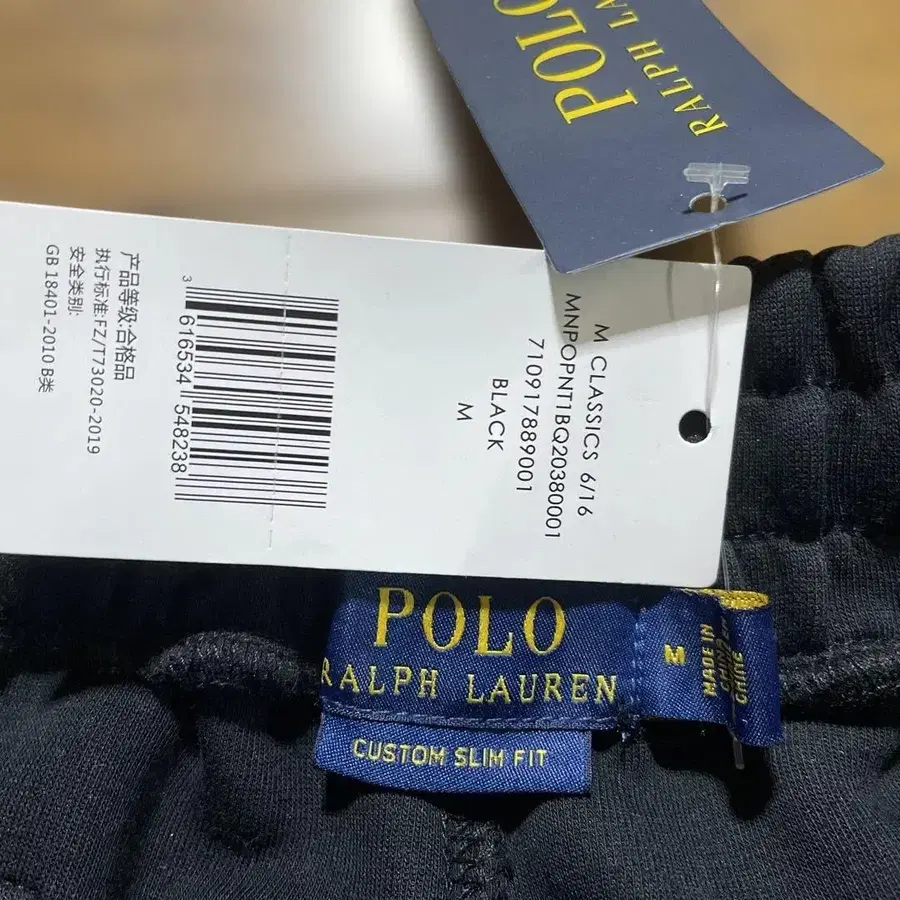 POLO
RALPH LA
M CLASSICS 6/16
MNPOPNT1BQ20380001
710917889001
BLACK
M
3 616534 548238
产品等级:合格品
执行标准:FZ/T73020-2019
安全类别:
GB 18401-2010 B类
POLO
RALPH LAUREN
CUSTOM SLIM FIT
M
MADE IN
CHINE